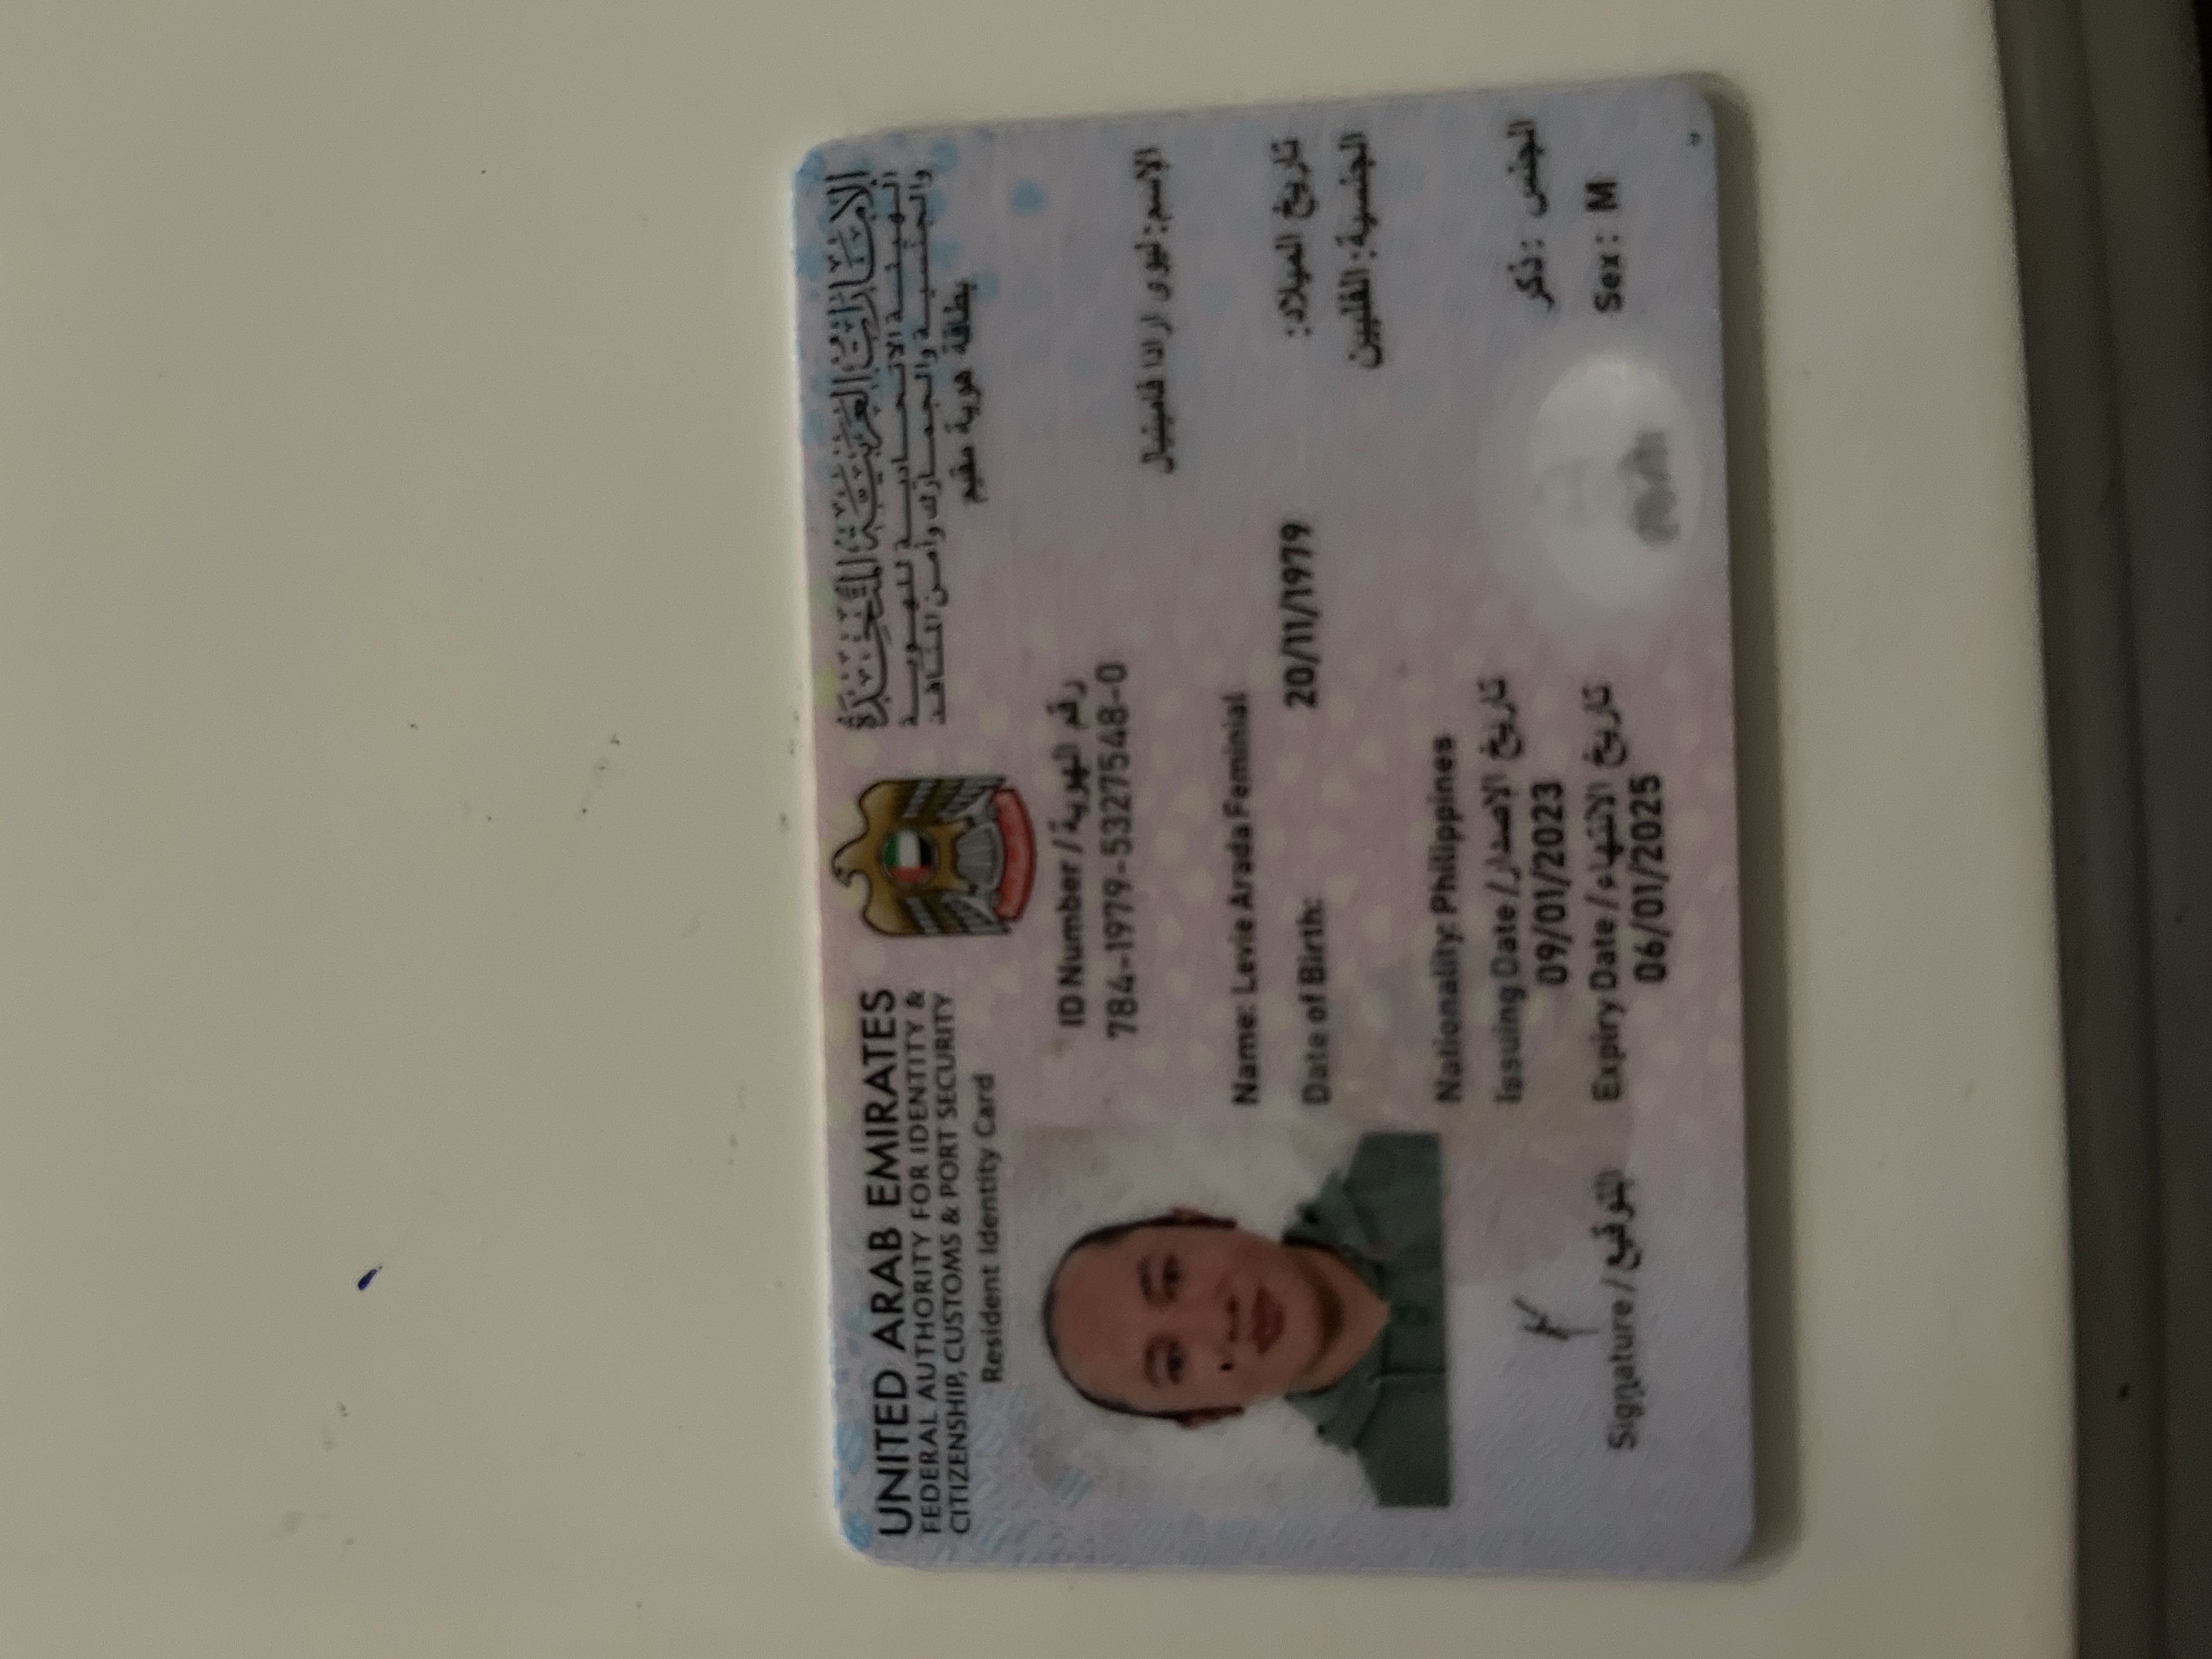 UNITED ARAB EMIRATES
FEDERAL AUTHORITY FOR IDENTITY &
CITIZENSHIP, CUSTOMS & PORT SECURITY
Resident Identity Card
الإمارات العربية المتحدة
الهيئة الاتحادية للهوية
والجنسية والجمارك وأمن المنافذ
بطاقة هوية مقيم
ID Number / رقم الهوية
784-1979-5327548-0
الإسم: ليوي ارادا فامينيال
Name: Levie Arada Feminial
Date of Birth: 20/11/1979 تاريخ الميلاد:
الجنسية: الفلبين
Nationality: Philippines
Issuing Date / تاريخ الإصدار
09/01/2023
Expiry Date / تاريخ الانتهاء
06/01/2025
الجنس : ذكر
Sex : M
Signature / التوقيع